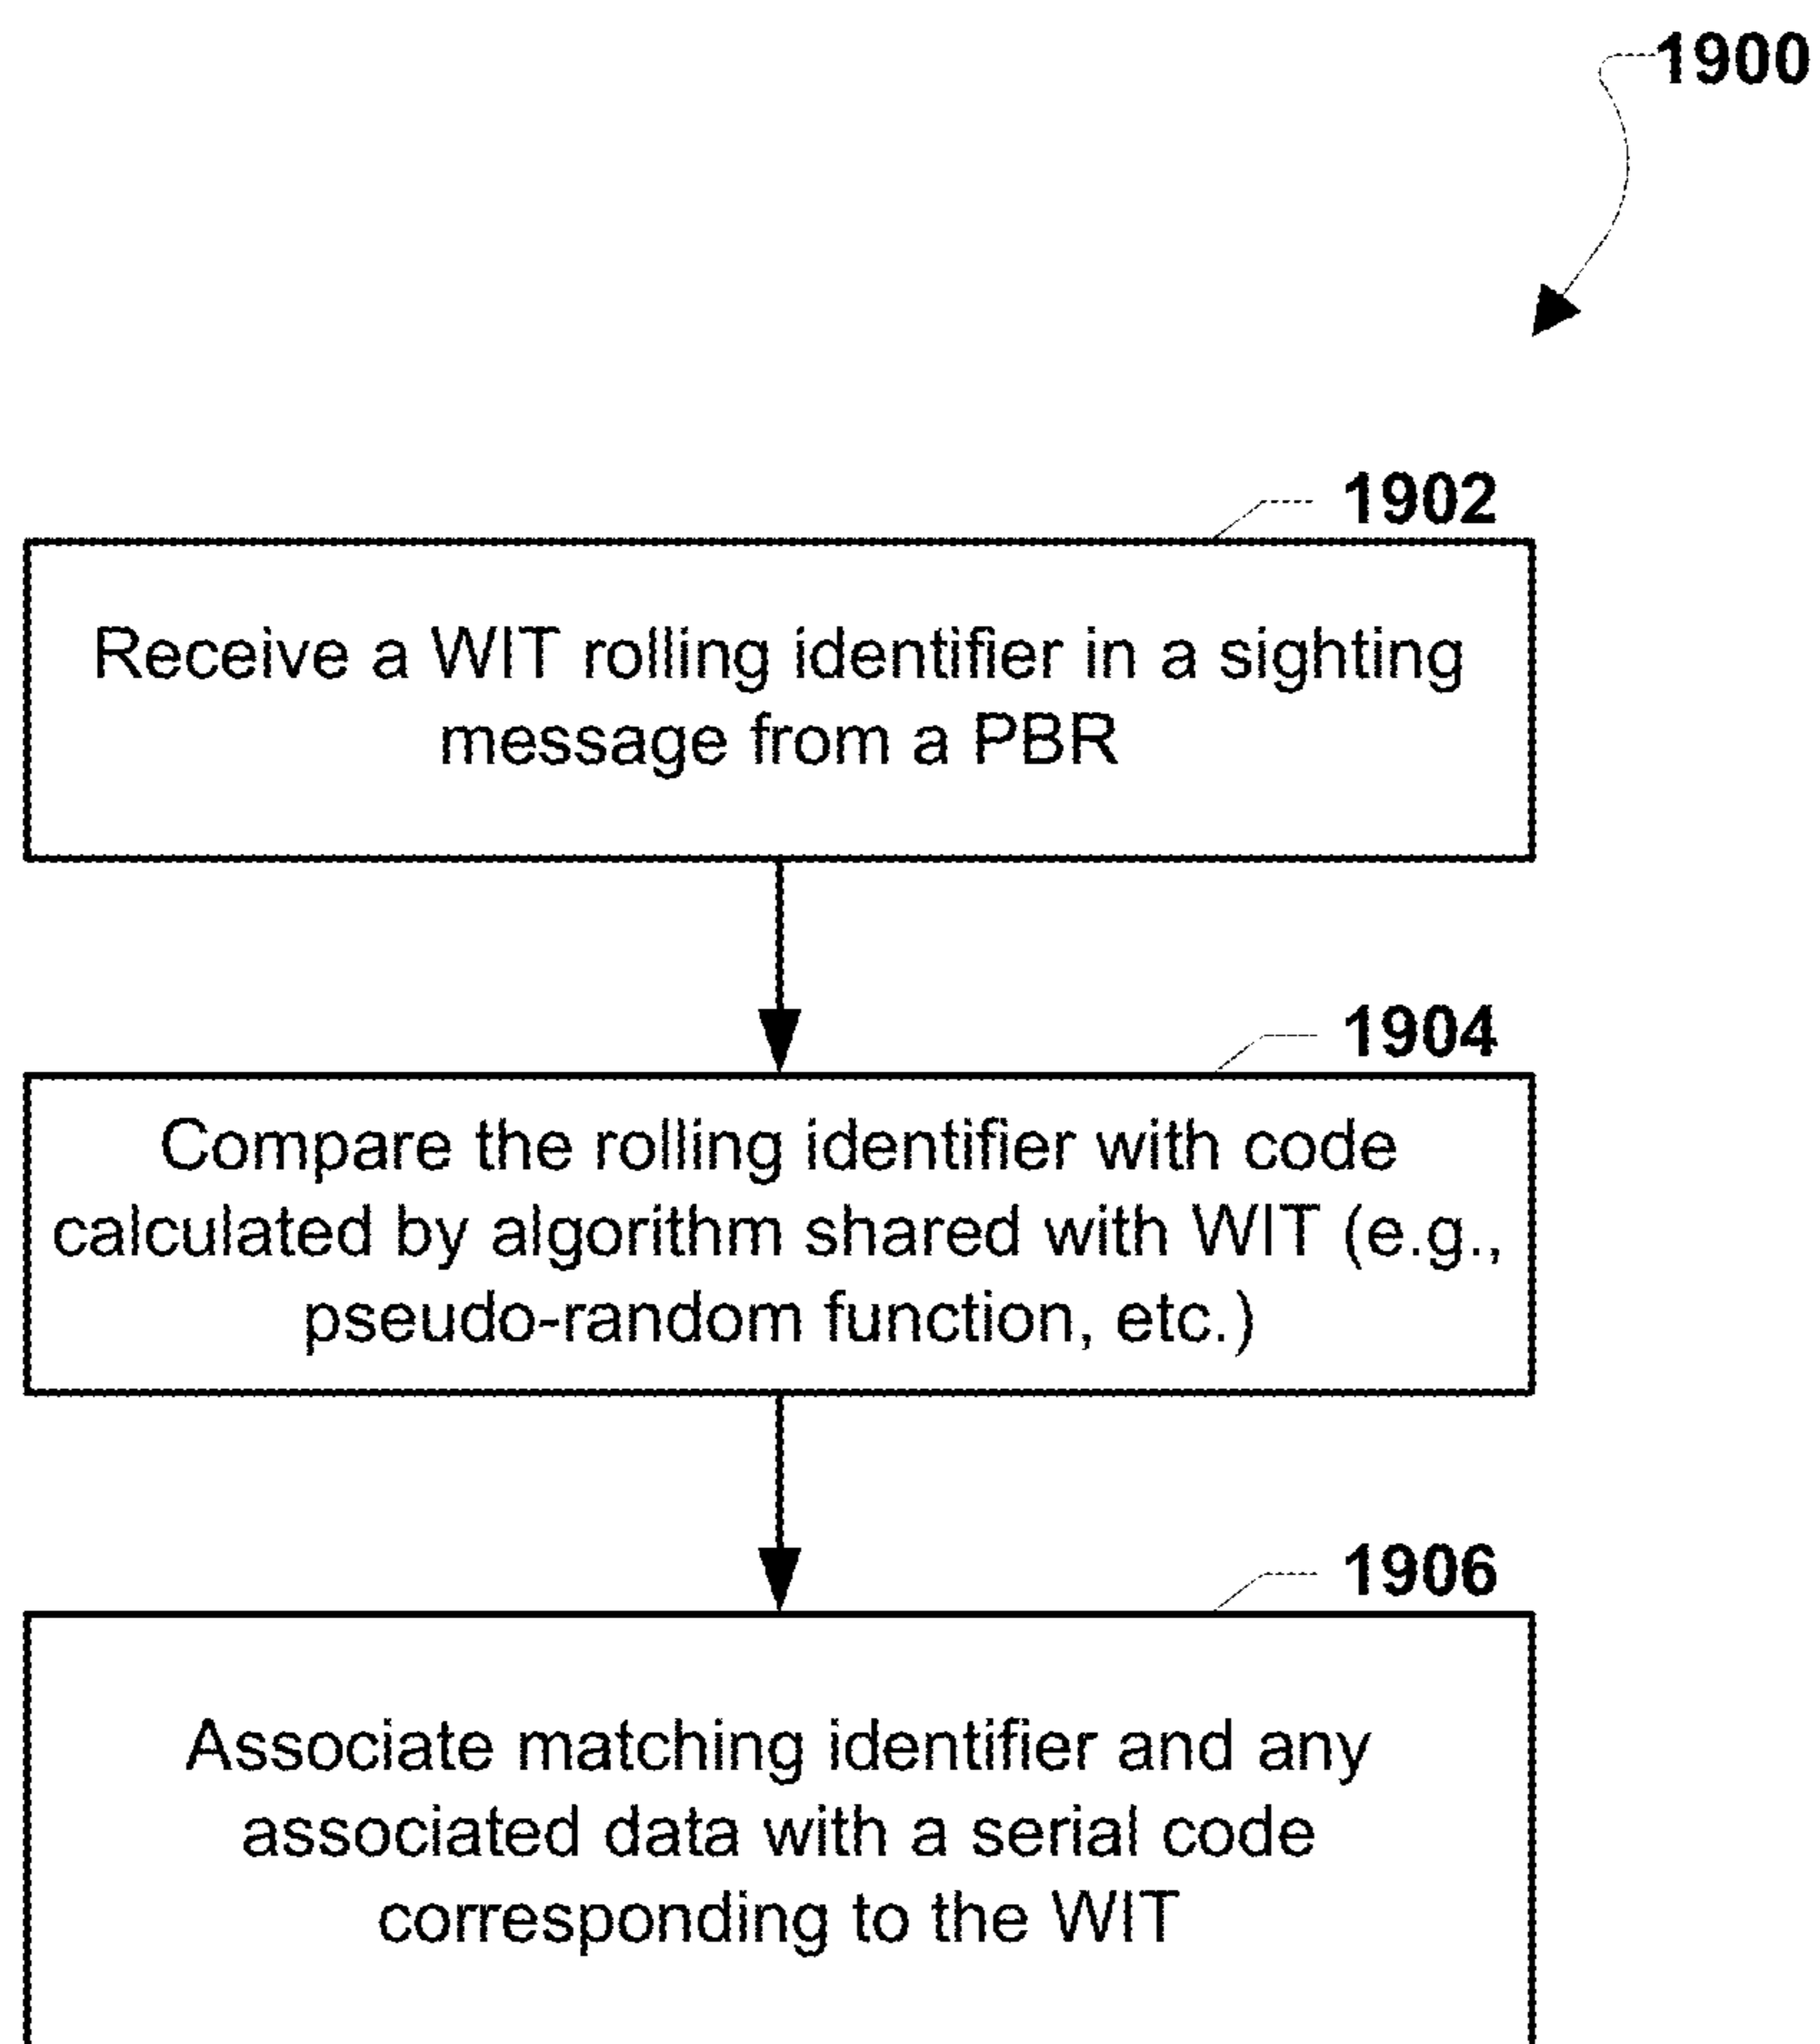 1900
1902
Receive a WIT rolling identifier in a sighting
message from a PBR
1904
Compare the rolling identifier with code
calculated by algorithm shared with WIT (e.g.,
pseudo-random function, etc.)
1906
Associate matching identifier and any
associated data with a serial code
corresponding to the WIT